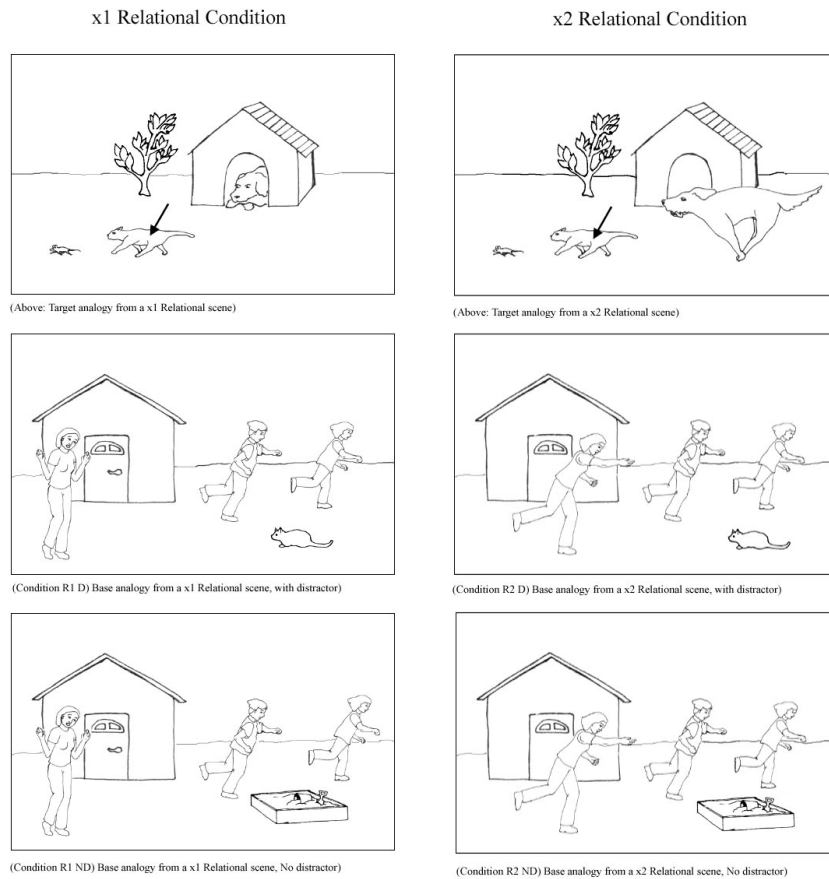 x1 Relational Condition
x2 Relational Condition
(Above: Target analogy from a x1 Relational scene)
(Above: Target analogy from a x2 Relational scene)
(Condition R1 D) Base analogy from a x1 Relational scene, with distractor)
(Condition R2 D) Base analogy from a x2 Relational scene, with distractor)
(Condition R1 ND) Base analogy from a x1 Relational scene, No distractor)
(Condition R2 ND) Base analogy from a x2 Relational scene, No distractor)